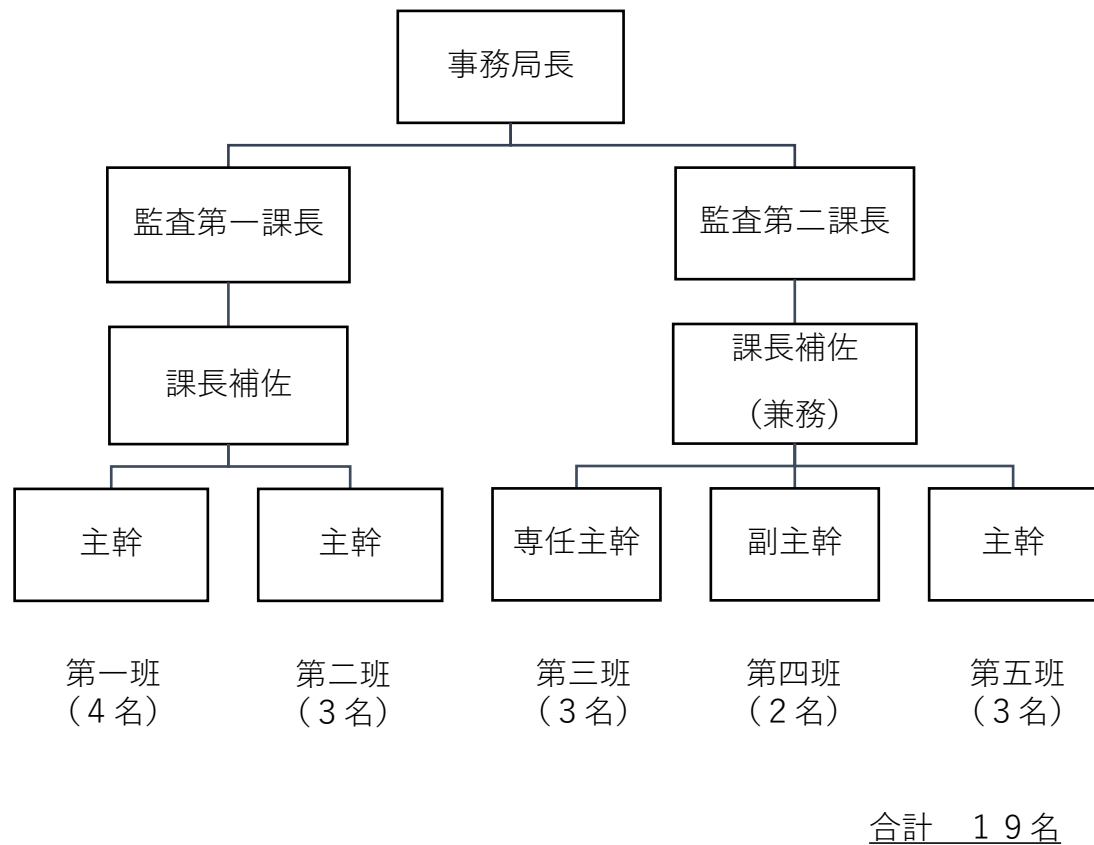 事務局長
監査第一課長
監査第二課長
課長補佐
課長補佐
（兼務）
主幹
主幹
専任主幹
副主幹
主幹
第一班
（４名）
第二班
（３名）
第三班
（３名）
第四班
（２名）
第五班
（３名）
合計　１９名